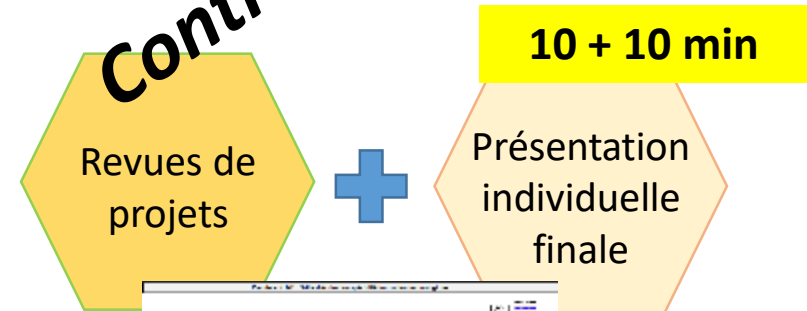 Cont
10 + 10 min
Revues de
projets
Présentation
individuelle
finale